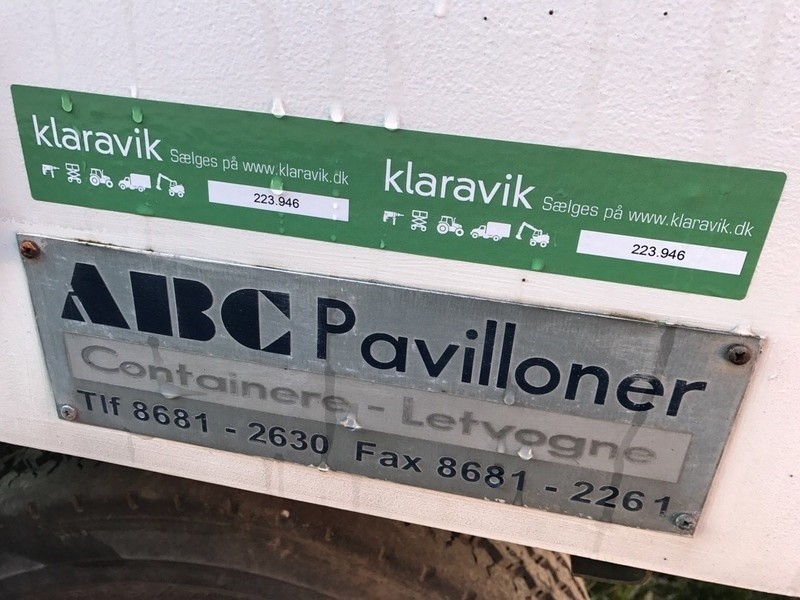 klaravik Sælges på www.klaravik.dk
223.946
klaravik Sælges på www.klaravik.dk
223.946
ABC Pavilloner
Containere - Letvogne
Tlf 8681 - 2630 Fax 8681 - 2261